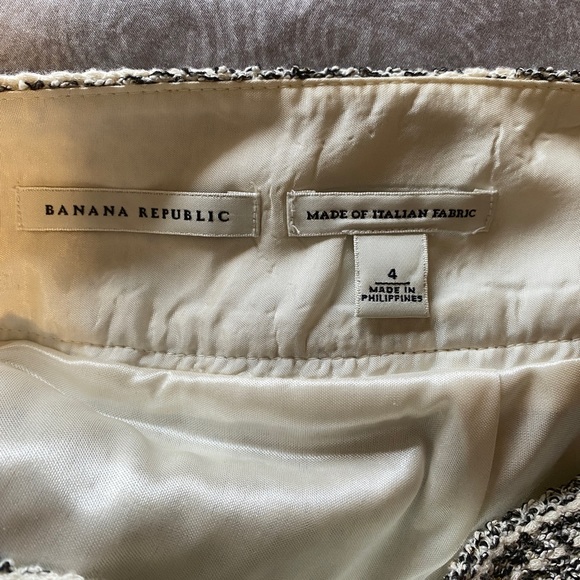 BANANA REPUBLIC
MADE OF ITALIAN FABRIC
4
MADE IN
PHILIPPINES